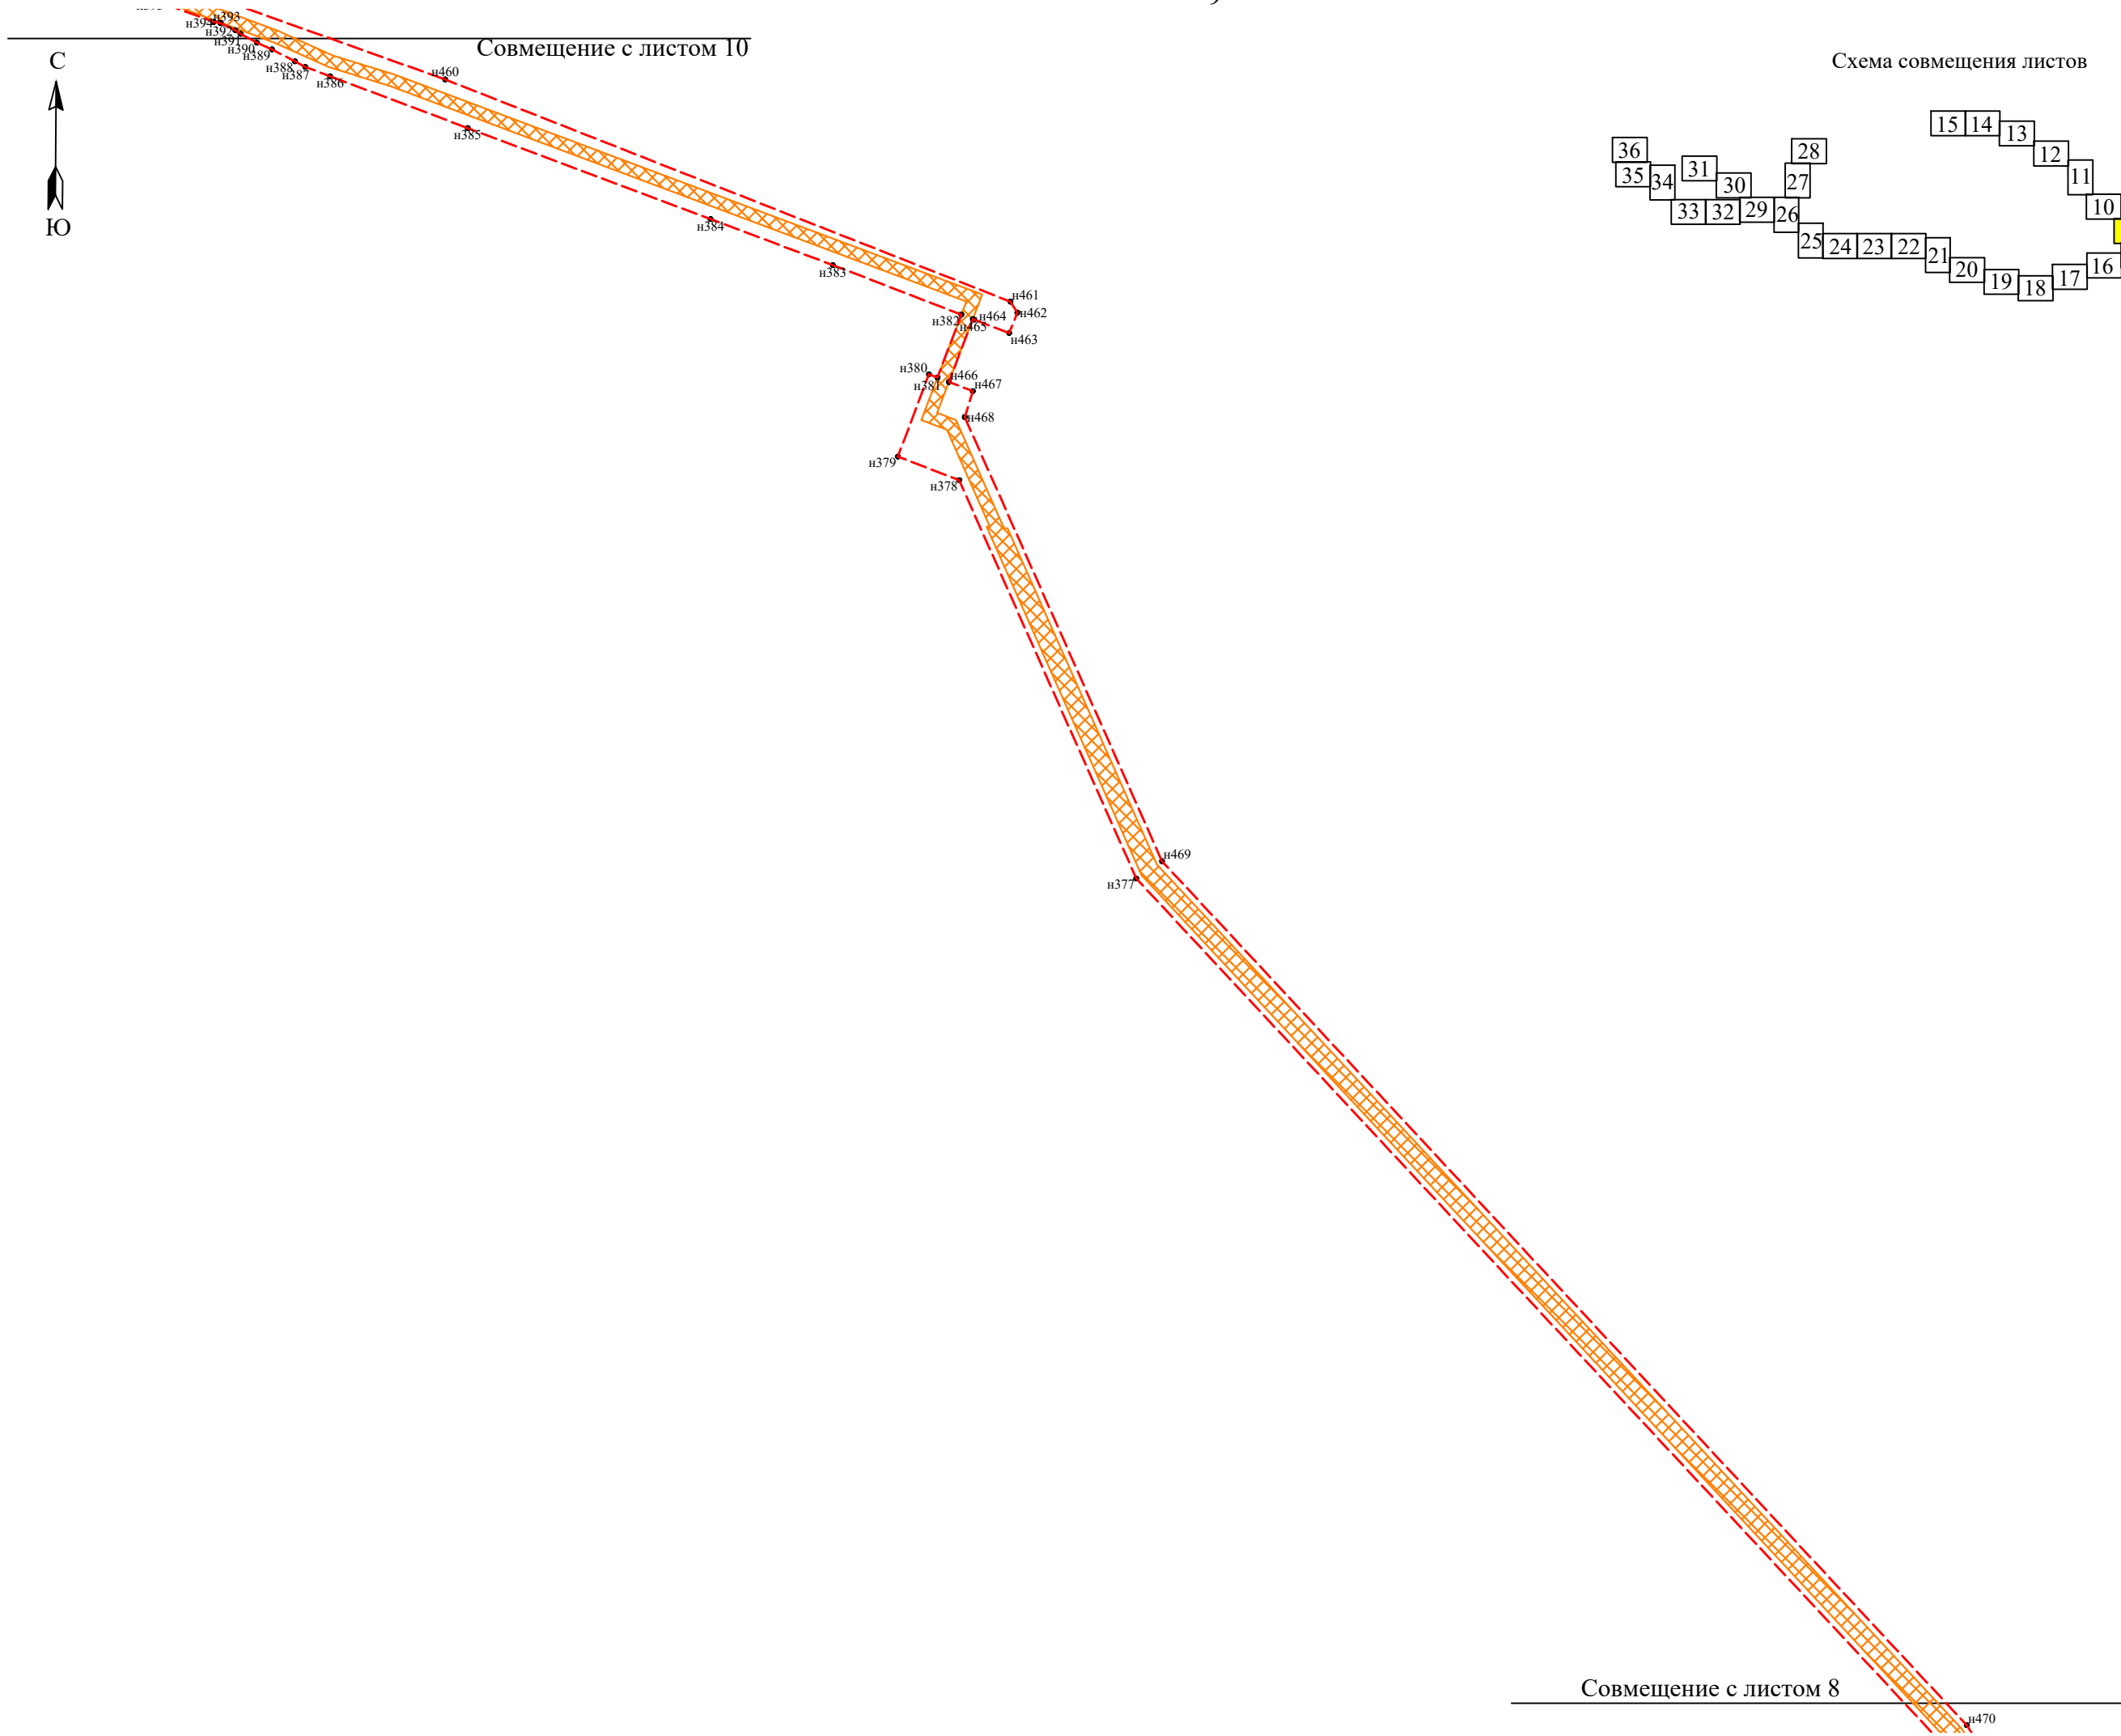 н394
н393
н392
н391
н390
н389
н388
н387
н386
Совмещение с листом 10
С
Ю
н460
н385
н384
н383
н461
н462
н382
н464
н465
н463
н380
н381
н466
н467
н468
н379
н378
н469
н377
Схема совмещения листов
15 14 13 12 11 10
36 35 34 31 30 28 27
33 32 29 26
25 24 23 22 21 20 19 18 17 16
Совмещение с листом 8
н470